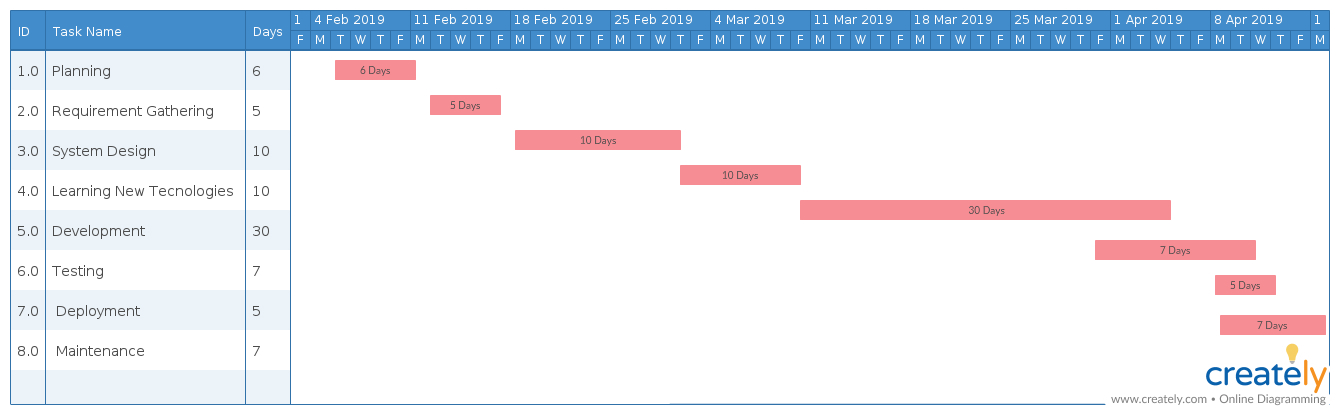 1 4 Feb 2019 11 Feb 2019 18 Feb 2019 25 Feb 2019 4 Mar 2019 11 Mar 2019 18 Mar 2019 25 Mar 2019 1 Apr 2019 8 Apr 2019 1
ID Task Name Days
F M T W T F M T W T F M T W T F M T W T F M T W T F M T W T F M T W T F M T W T F M T W T F M T W T F M
1.0 Planning 6 6 Days
2.0 Requirement Gathering 5 5 Days
3.0 System Design 10 10 Days
4.0 Learning New Tecnologies 10 10 Days
5.0 Development 30 30 Days
6.0 Testing 7 7 Days
7.0 Deployment 5 5 Days
8.0 Maintenance 7 7 Days
creately
www.creately.com • Online Diagramming